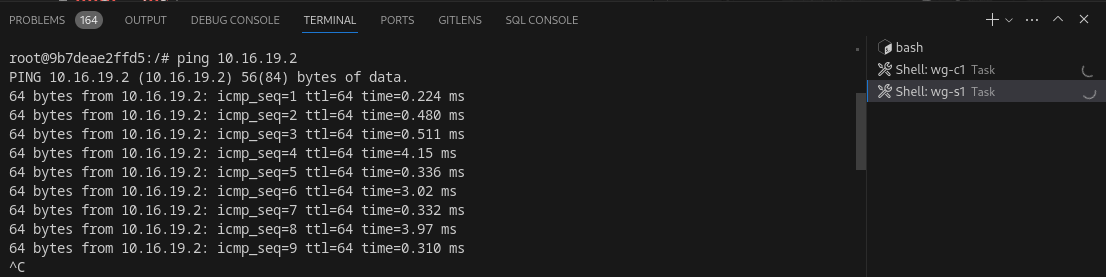 PROBLEMS 164 OUTPUT DEBUG CONSOLE TERMINAL PORTS GITLENS SQL CONSOLE
root@9b7deae2ffd5:/# ping 10.16.19.2
PING 10.16.19.2 (10.16.19.2) 56(84) bytes of data.
64 bytes from 10.16.19.2: icmp_seq=1 ttl=64 time=0.224 ms
64 bytes from 10.16.19.2: icmp_seq=2 ttl=64 time=0.480 ms
64 bytes from 10.16.19.2: icmp_seq=3 ttl=64 time=0.511 ms
64 bytes from 10.16.19.2: icmp_seq=4 ttl=64 time=4.15 ms
64 bytes from 10.16.19.2: icmp_seq=5 ttl=64 time=0.336 ms
64 bytes from 10.16.19.2: icmp_seq=6 ttl=64 time=3.02 ms
64 bytes from 10.16.19.2: icmp_seq=7 ttl=64 time=0.332 ms
64 bytes from 10.16.19.2: icmp_seq=8 ttl=64 time=3.97 ms
64 bytes from 10.16.19.2: icmp_seq=9 ttl=64 time=0.310 ms
^C
bash
Shell: wg-c1 Task
Shell: wg-s1 Task